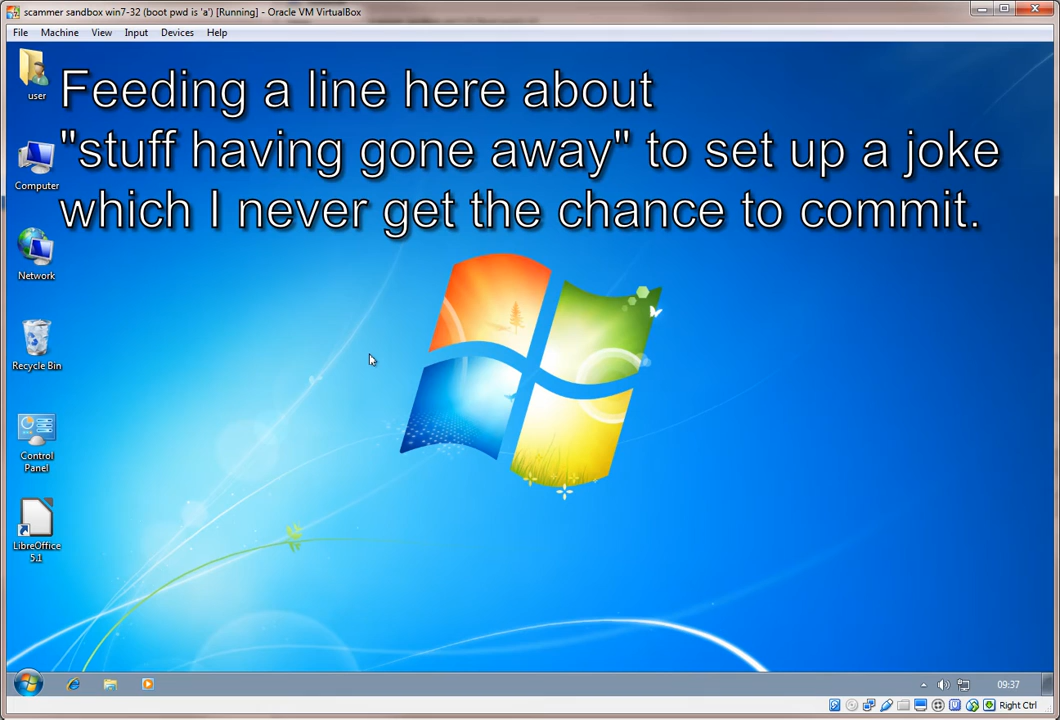 scammer sandbox win7-32 (boot pwd is 'a') [Running] - Oracle VM VirtualBox
File Machine View Input Devices Help
Feeding a line here about
"stuff having gone away" to set up a joke
which I never get the chance to commit.
user
Computer
Network
Recycle Bin
Control
Panel
LibreOffice
5.1
09:37
Right Ctrl